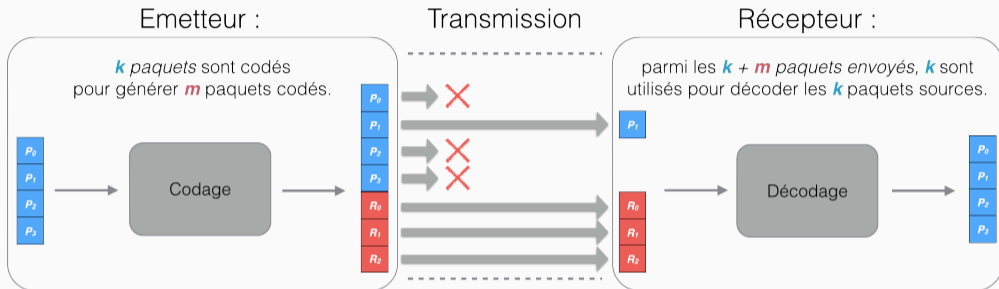 Emetteur :
Transmission
Récepteur :
k paquets sont codés
pour générer m paquets codés.
parmi les k + m paquets envoyés, k sont
utilisés pour décoder les k paquets sources.
P0
P1
P2
P3
Codage
P0
P1
P2
P3
R0
R1
R2
P1
R0
R1
R2
Décodage
P0
P1
P2
P3